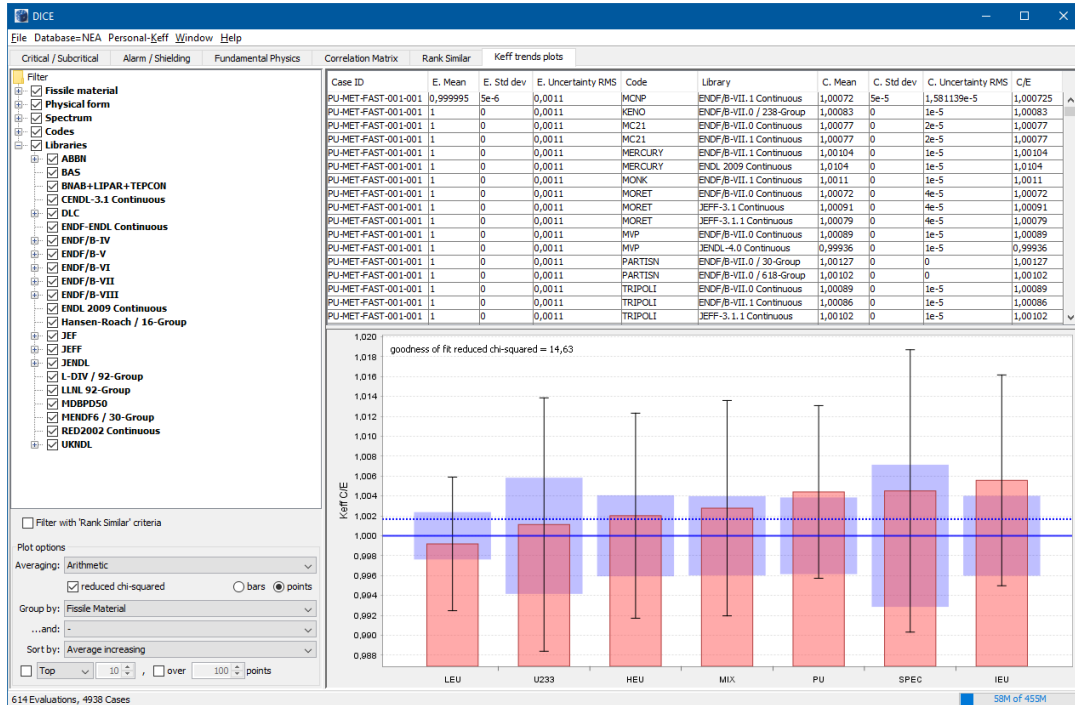 DICE
File Database=NEA Personal-Keff Window Help
Critical / Subcritical Alarm / Shielding Fundamental Physics Correlation Matrix Rank Similar Keff trends plots
Filter
Fissile material
Physical form
Spectrum
Codes
Libraries
ABBN
BAS
BNAB+LIPAR+TEPCON
CENDL-3.1 Continuous
DLC
ENDF-ENDL Continuous
ENDF/B-IV
ENDF/B-V
ENDF/B-VI
ENDF/B-VII
ENDF/B-VIII
ENDL 2009 Continuous
Hansen-Roach / 16-Group
JEF
JEFF
JENDL
L-DIV / 92-Group
LLNL 92-Group
MDBPD50
MENDF6 / 30-Group
RED2002 Continuous
UKNDL
Filter with 'Rank Similar' criteria
Plot options
Averaging: Arithmetic
reduced chi-squared bars points
Group by: Fissile Material
...and: -
Sort by: Average increasing
Top 10 , over 100 points
Case ID E. Mean E. Std dev E. Uncertainty RMS Code Library C. Mean C. Std dev C. Uncertainty RMS C/E
PU-MET-FAST-001-001 0,999995 5e-6 0,0011 MCNP ENDF/B-VII.1 Continuous 1,00072 5e-5 1,581139e-5 1,000725
PU-MET-FAST-001-001 1 0 0,0011 KENO ENDF/B-VII.0 / 238-Group 1,00083 0 1e-5 1,00083
PU-MET-FAST-001-001 1 0 0,0011 MC21 ENDF/B-VII.0 Continuous 1,00077 0 2e-5 1,00077
PU-MET-FAST-001-001 1 0 0,0011 MC21 ENDF/B-VII.1 Continuous 1,00077 0 2e-5 1,00077
PU-MET-FAST-001-001 1 0 0,0011 MERCURY ENDF/B-VII.1 Continuous 1,00104 0 1e-5 1,00104
PU-MET-FAST-001-001 1 0 0,0011 MERCURY ENDL 2009 Continuous 1,0104 0 1e-5 1,0104
PU-MET-FAST-001-001 1 0 0,0011 MONK ENDF/B-VII.1 Continuous 1,0011 0 1e-5 1,0011
PU-MET-FAST-001-001 1 0 0,0011 MORET ENDF/B-VII.0 Continuous 1,00072 0 4e-5 1,00072
PU-MET-FAST-001-001 1 0 0,0011 MORET JEFF-3.1 Continuous 1,00091 0 4e-5 1,00091
PU-MET-FAST-001-001 1 0 0,0011 MORET JEFF-3.1.1 Continuous 1,00079 0 4e-5 1,00079
PU-MET-FAST-001-001 1 0 0,0011 MVP ENDF/B-VII.0 Continuous 1,00089 0 1e-5 1,00089
PU-MET-FAST-001-001 1 0 0,0011 MVP JENDL-4.0 Continuous 0,99936 0 1e-5 0,99936
PU-MET-FAST-001-001 1 0 0,0011 PARTISN ENDF/B-VII.0 / 30-Group 1,00127 0 0 1,00127
PU-MET-FAST-001-001 1 0 0,0011 PARTISN ENDF/B-VII.0 / 618-Group 1,00102 0 0 1,00102
PU-MET-FAST-001-001 1 0 0,0011 TRIPOLI ENDF/B-VII.0 Continuous 1,00089 0 1e-5 1,00089
PU-MET-FAST-001-001 1 0 0,0011 TRIPOLI ENDF/B-VII.1 Continuous 1,00086 0 1e-5 1,00086
PU-MET-FAST-001-001 1 0 0,0011 TRIPOLI JEFF-3.1.1 Continuous 1,00102 0 1e-5 1,00102
goodness of fit reduced chi-squared = 14,63
Keff C/E
1,020
1,018
1,016
1,014
1,012
1,010
1,008
1,006
1,004
1,002
1,000
0,998
0,996
0,994
0,992
0,990
0,988
LEU U233 HEU MIX PU SPEC IEU
614 Evaluations, 4938 Cases
58M of 455M